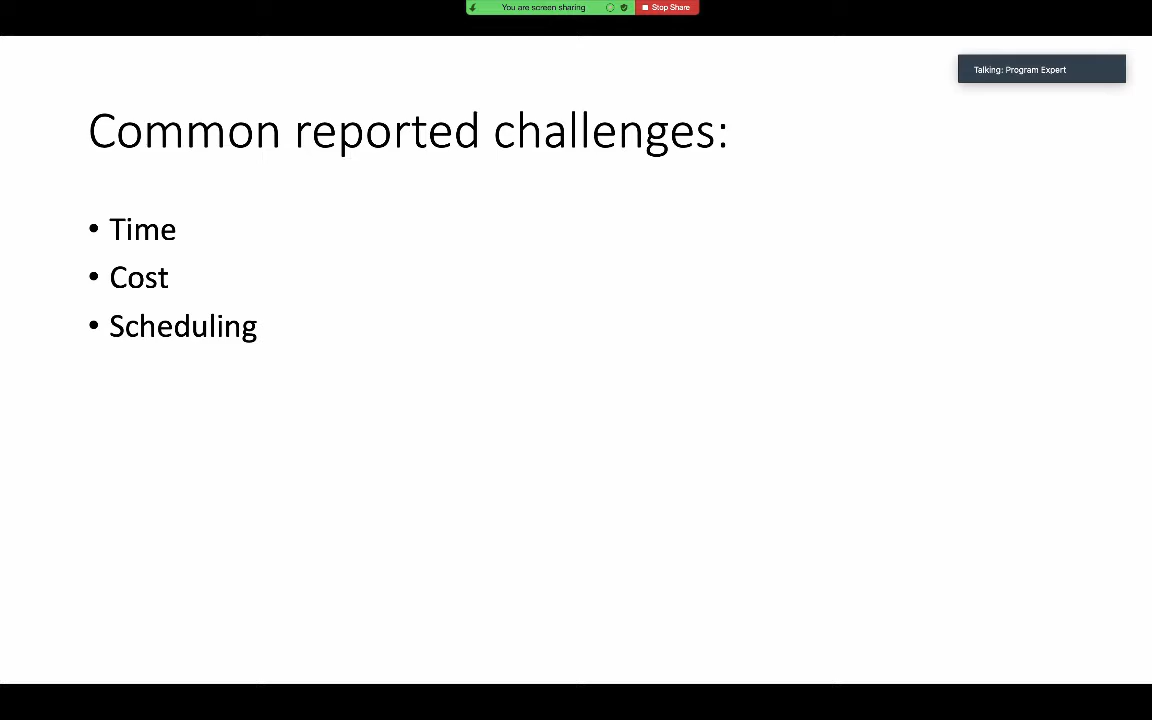 You are screen sharing
Stop Share
Talking: Program Expert
Common reported challenges:
• Time
• Cost
• Scheduling